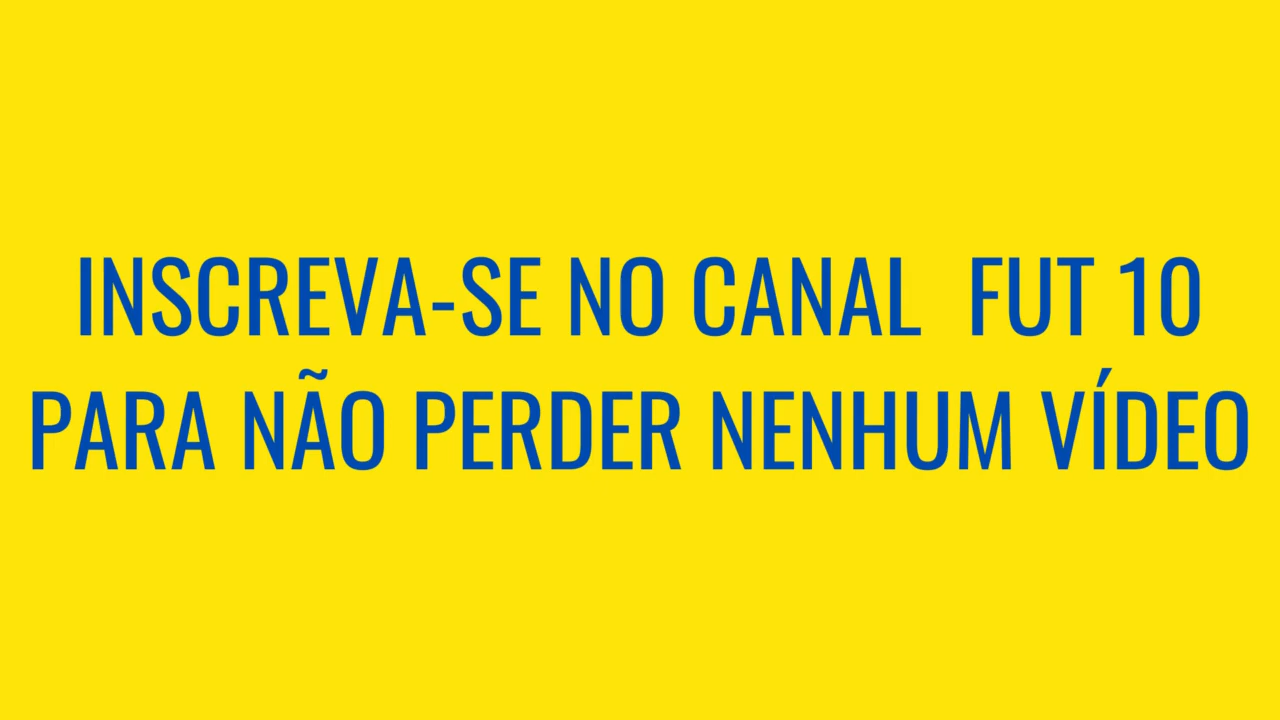 INSCREVA-SE NO CANAL  FUT 10
PARA NÃO PERDER NENHUM VÍDEO